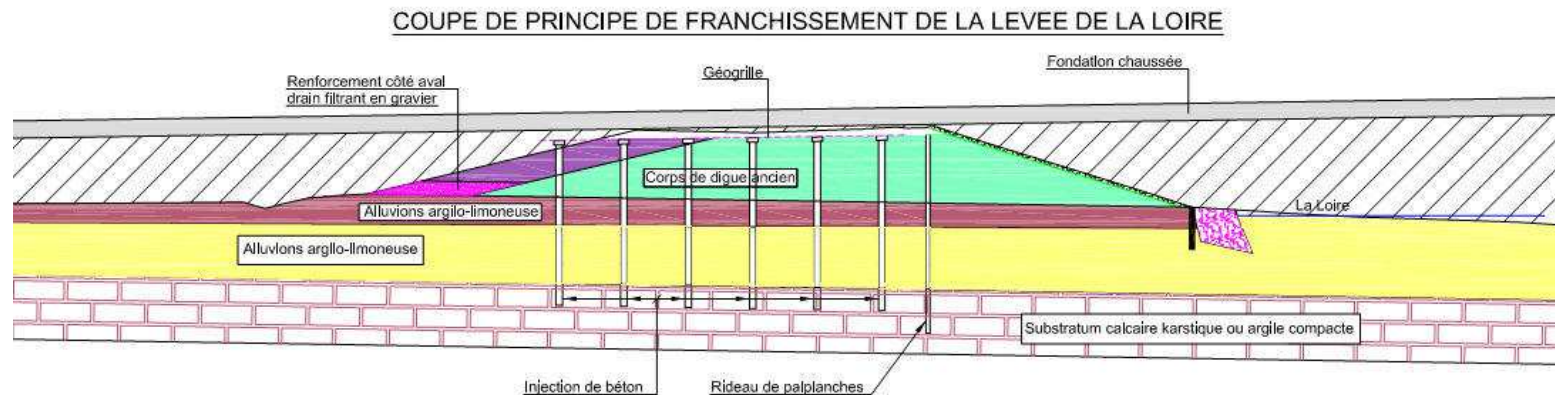 COUPE DE PRINCIPE DE FRANCHISSEMENT DE LA LEVEE DE LA LOIRE
Fondation chaussée
Géogrille
Renforcement côté aval
drain filtrant en gravier
Corps de digue ancien
Alluvions argilo-limoneuse
La Loire
Alluvions argilo-limoneuse
Substratum calcaire karstique ou argile compacte
Injection de béton
Rideau de palplanches